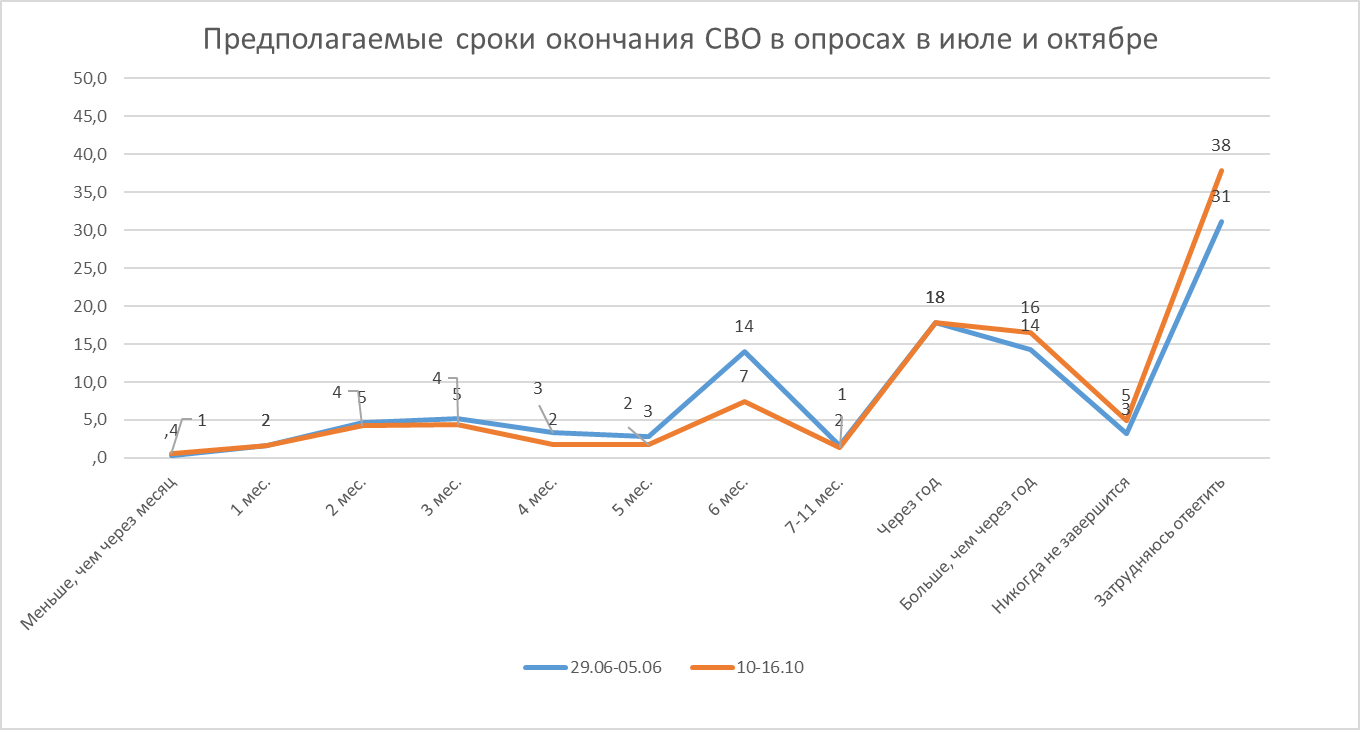 Предполагаемые сроки окончания СВО в опросах в июле и октябре
50,0
45,0
40,0
35,0
30,0
25,0
20,0
15,0
10,0
5,0
,0
,4 1
2
4 5
4 5
3 2
2 3
14
7
1
2
18
16
14
5
3
38
31
Меньше, чем через месяц
1 мес.
2 мес.
3 мес.
4 мес.
5 мес.
6 мес.
7-11 мес.
Через год
Больше, чем через год
Никогда не завершится
Затрудняюсь ответить
29.06-05.06 10-16.10